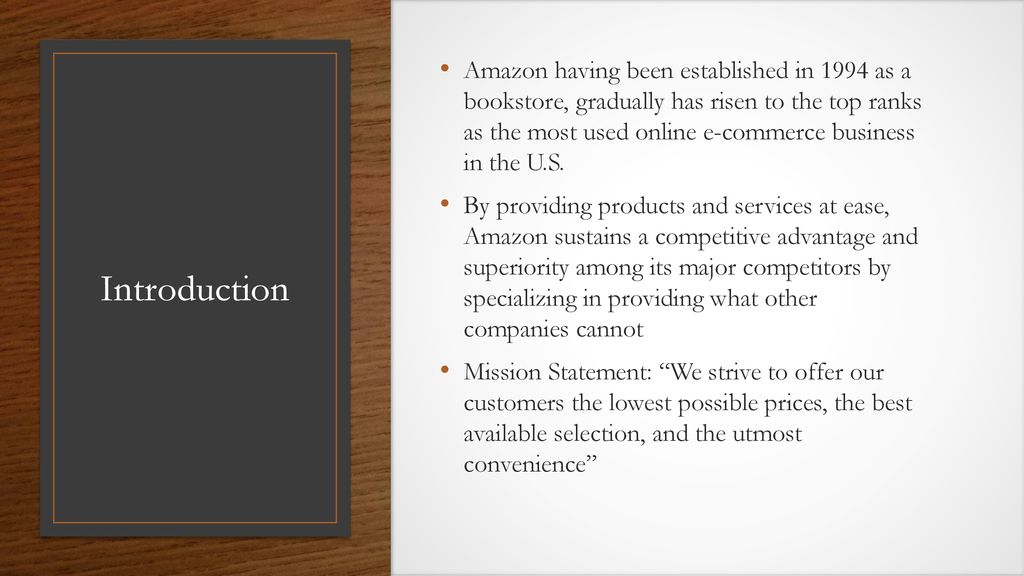 Introduction
• Amazon having been established in 1994 as a
bookstore, gradually has risen to the top ranks
as the most used online e-commerce business
in the U.S.
• By providing products and services at ease,
Amazon sustains a competitive advantage and
superiority among its major competitors by
specializing in providing what other
companies cannot
• Mission Statement: “We strive to offer our
customers the lowest possible prices, the best
available selection, and the utmost
convenience”